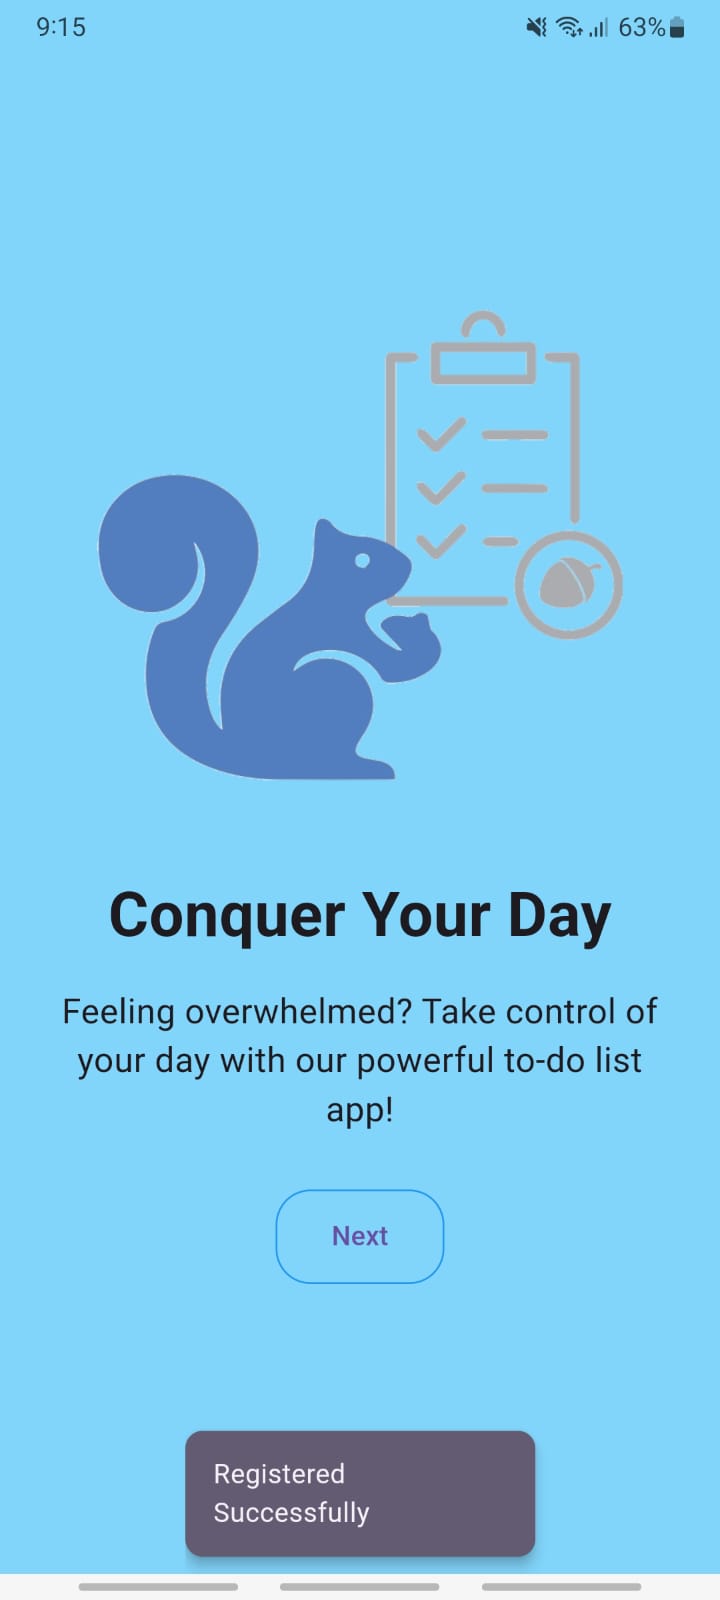 9:15 63%
Conquer Your Day
Feeling overwhelmed? Take control of
your day with our powerful to-do list
app!
Next
Registered
Successfully